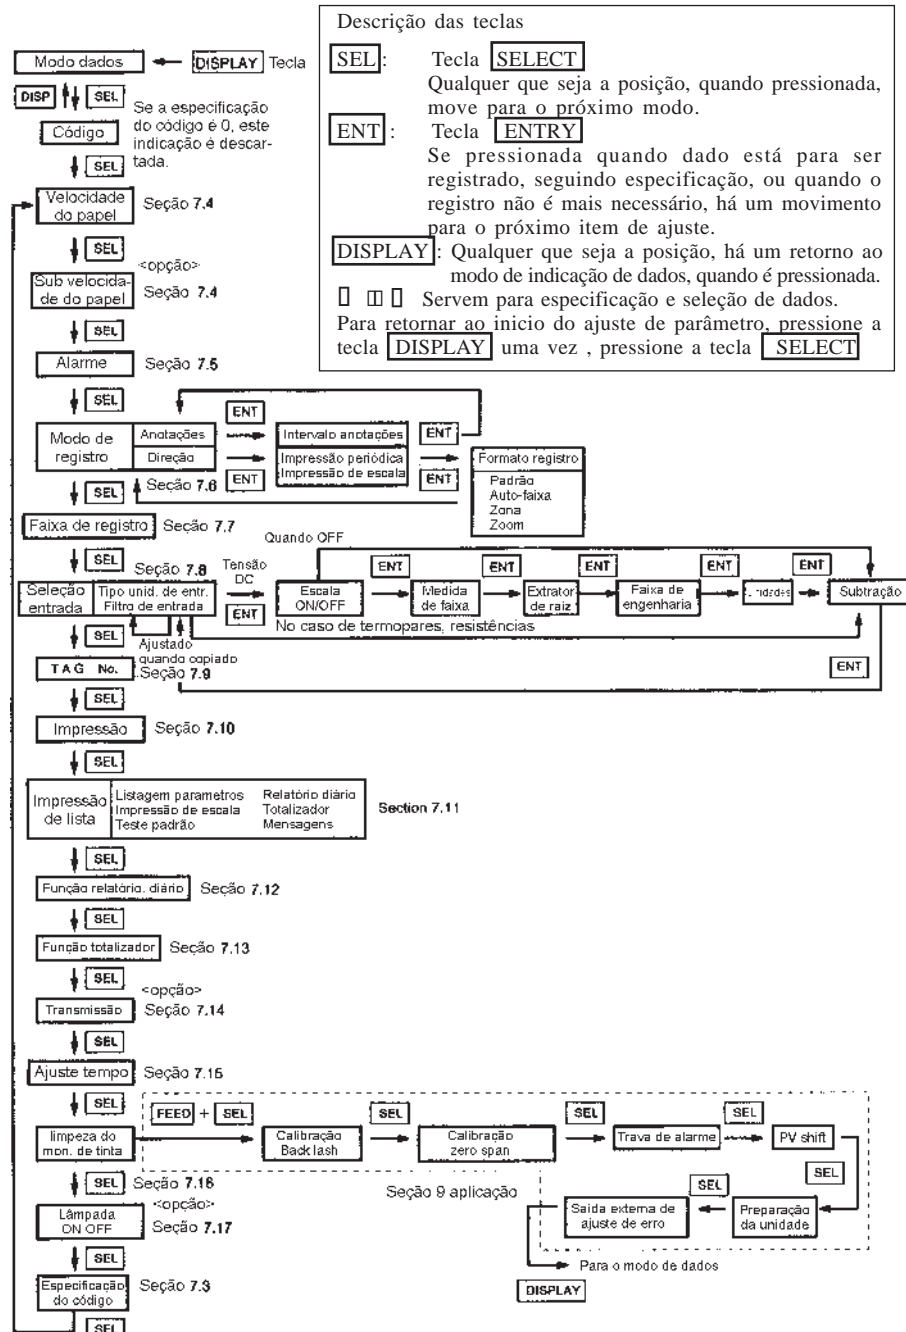 Descrição das teclas
SEL: Tecla SELECT
Qualquer que seja a posição, quando pressionada,
move para o próximo modo.
ENT: Tecla ENTRY
Se pressionada quando dado está para ser
registrado, seguindo especificação, ou quando o
registro não é mais necessário, há um movimento
para o próximo item de ajuste.
DISPLAY: Qualquer que seja a posição, há um retorno ao
modo de indicação de dados, quando é pressionada.
Servem para especificação e seleção de dados.
Para retornar ao inicio do ajuste de parâmetro, pressione a
tecla DISPLAY uma vez , pressione a tecla SELECT
Modo dados DISPLAY Tecla
DISP SEL
Se a especificação
do código é 0, este
indicação é descar-
tada.
Código
SEL
Velocidade
do papel
Seção 7.4
SEL
<opção>
Sub velocida-
de do papel
Seção 7.4
SEL
Alarme Seção 7.5
SEL
Modo de
registro
Anotações ENT Intervalo anotações ENT
Direção ENT Impressão periódica
Impressão de escala
ENT Formato registro
Padrão
Auto-faixa
Zona
Zoom
Seção 7.6
SEL
Faixa de registro Seção 7.7
SEL
Seção 7.8
Seleção
entrada
Tipo unid. de entr.
Filtro de entrada
Tensão
DC
ENT
Quando OFF
Escala
ON/OFF
ENT
Medida
de faixa
ENT
Extrator
de raiz
ENT
Faixa de
engenharia
ENT
ENT
Subtração
No caso de termopares, resistências
ENT
SEL
Ajustado
quando copiado
TAG No. Seção 7.9
SEL
Impressão Seção 7.10
SEL
Impressão
de lista
Listagem parametros Relatório diário
Impressão de escala Totalizador
Teste padrão Mensagens
Section 7.11
SEL
Função relatório. diário Seção 7.12
SEL
Função totalizador Seção 7.13
SEL
<opção>
Transmissão Seção 7.14
SEL
Ajuste tempo Seção 7.15
SEL
limpeza do
mon. de tinta
FEED + SEL
Calibração
Back lash
SEL
Calibração
zero span
SEL
Trava de alarme
SEL
PV shift
SEL
Preparação
da unidade
SEL
Saida externa de
ajuste de erro
Seção 9 aplicação
Para o modo de dados
DISPLAY
SEL Seção 7.16
<opção>
Lâmpada
ON OFF
Seção 7.17
SEL
Especificação
do código
Seção 7.3
SEL